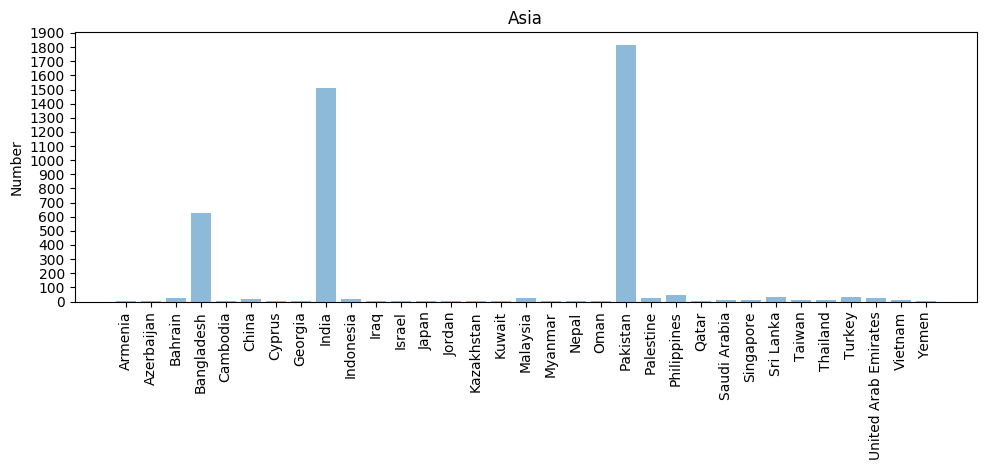 Asia
Number
1900
1800
1700
1600
1500
1400
1300
1200
1100
1000
900
800
700
600
500
400
300
200
100
0
Armenia
Azerbaijan
Bahrain
Bangladesh
Cambodia
China
Cyprus
Georgia
India
Indonesia
Iraq
Israel
Japan
Jordan
Kazakhstan
Kuwait
Malaysia
Myanmar
Nepal
Oman
Pakistan
Palestine
Philippines
Qatar
Saudi Arabia
Singapore
Sri Lanka
Taiwan
Thailand
Turkey
United Arab Emirates
Vietnam
Yemen